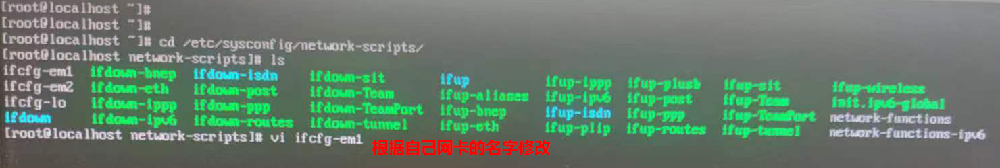 [root@localhost ~]#
[root@localhost ~]#
[root@localhost ~]# cd /etc/sysconfig/network-scripts/
[root@localhost network-scripts]# ls
ifcfg-em1 ifdown-bnep ifdown-isdn ifdown-sit ifup ifup-ippp ifup-plusb ifup-sit ifup-wireless
ifcfg-em2 ifdown-eth ifdown-post ifdown-Team ifup-aliases ifup-ipv6 ifup-post ifup-Team init.ipv6-global
ifcfg-lo ifdown-ippp ifdown-ppp ifdown-TeamPort ifup-bnep ifup-isdn ifup-ppp ifup-TeamPort network-functions
ifdown ifdown-ipv6 ifdown-routes ifdown-tunnel ifup-eth ifup-plip ifup-routes ifup-tunnel network-functions-ipv6
[root@localhost network-scripts]# vi ifcfg-em1 根据自己网卡的名字修改